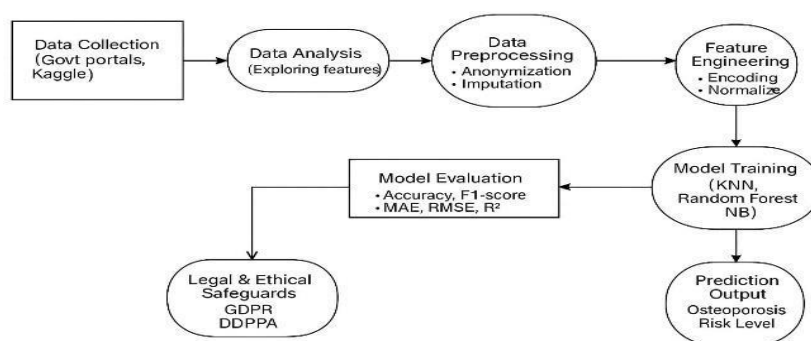 Data Collection
(Govt portals,
Kaggle)
Data Analysis
(Exploring features)
Data
Preprocessing
• Anonymization
• Imputation
Feature
Engineering
• Encoding
• Normalize
Model Training
(KNN,
Random Forest
NB)
Model Evaluation
• Accuracy, F1-score
• MAE, RMSE, R²
Legal & Ethical
Safeguards
GDPR
DDPPA
Prediction
Output
Osteoporosis
Risk Level